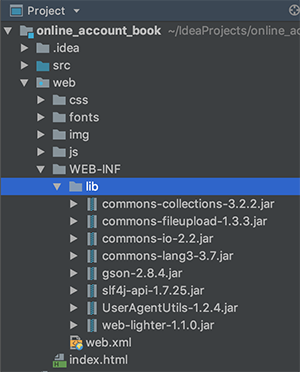 Project
online_account_book ~/IdeaProjects/online_ac
.idea
src
web
css
fonts
img
js
WEB-INF
lib
commons-collections-3.2.2.jar
commons-fileupload-1.3.3.jar
commons-io-2.2.jar
commons-lang3-3.7.jar
gson-2.8.4.jar
slf4j-api-1.7.25.jar
UserAgentUtils-1.2.4.jar
web-lighter-1.1.0.jar
web.xml
index.html